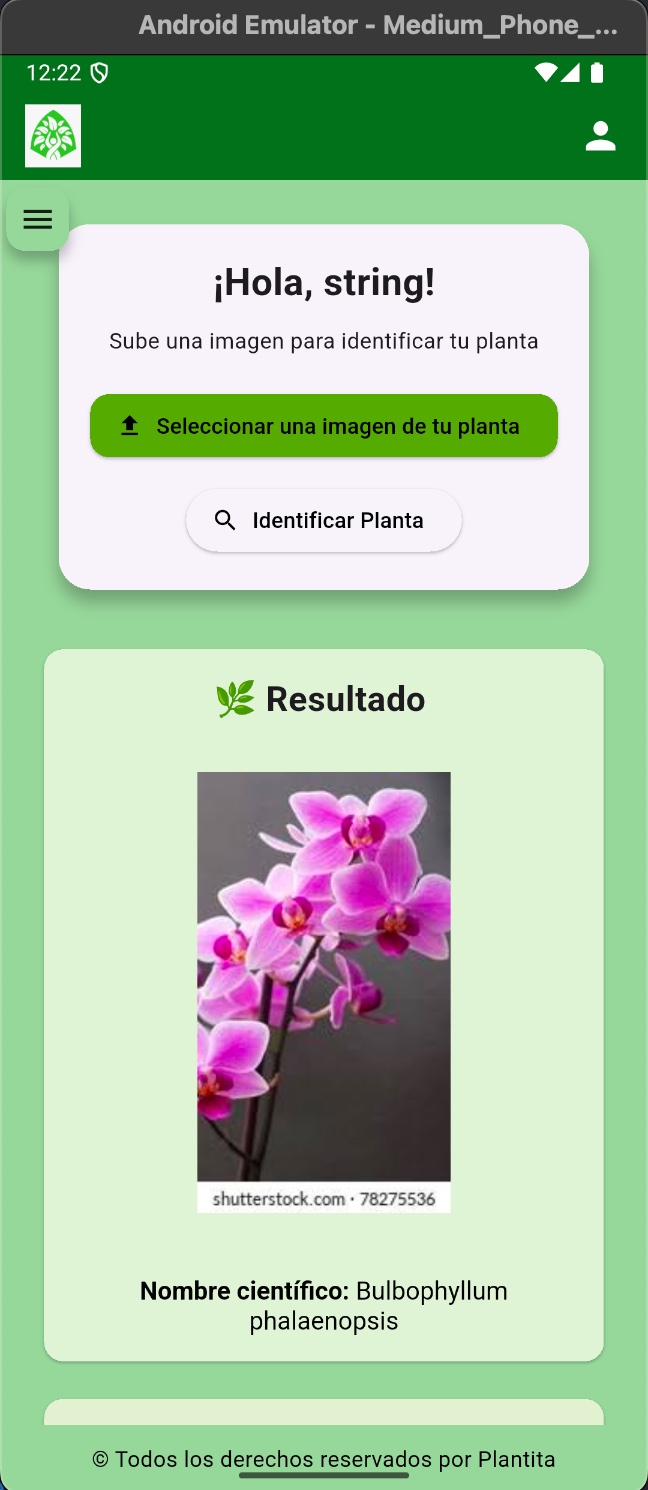 Android Emulator - Medium_Phone_...
12:22
¡Hola, string!
Sube una imagen para identificar tu planta
Seleccionar una imagen de tu planta
Identificar Planta
🌿 Resultado
shutterstock.com · 78275536
Nombre científico: Bulbophyllum
phalaenopsis
© Todos los derechos reservados por Plantita